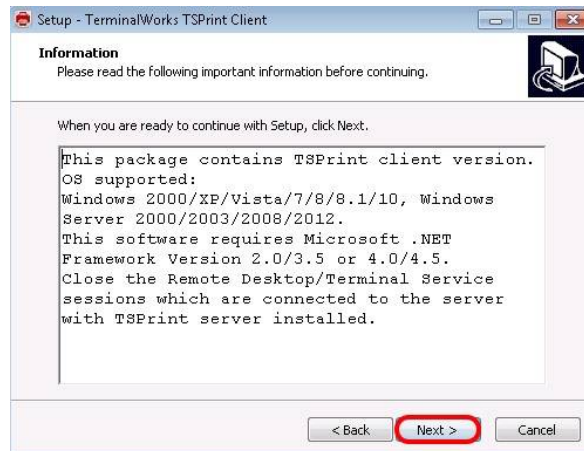 Setup - TerminalWorks TSPrint Client
Information
Please read the following important information before continuing.
When you are ready to continue with Setup, click Next.
This package contains TSPrint client version.
OS supported:
Windows 2000/XP/Vista/7/8/8.1/10, Windows
Server 2000/2003/2008/2012.
This software requires Microsoft .NET
Framework Version 2.0/3.5 or 4.0/4.5.
Close the Remote Desktop/Terminal Service
sessions which are connected to the server
with TSPrint server installed.
< Back Next > Cancel